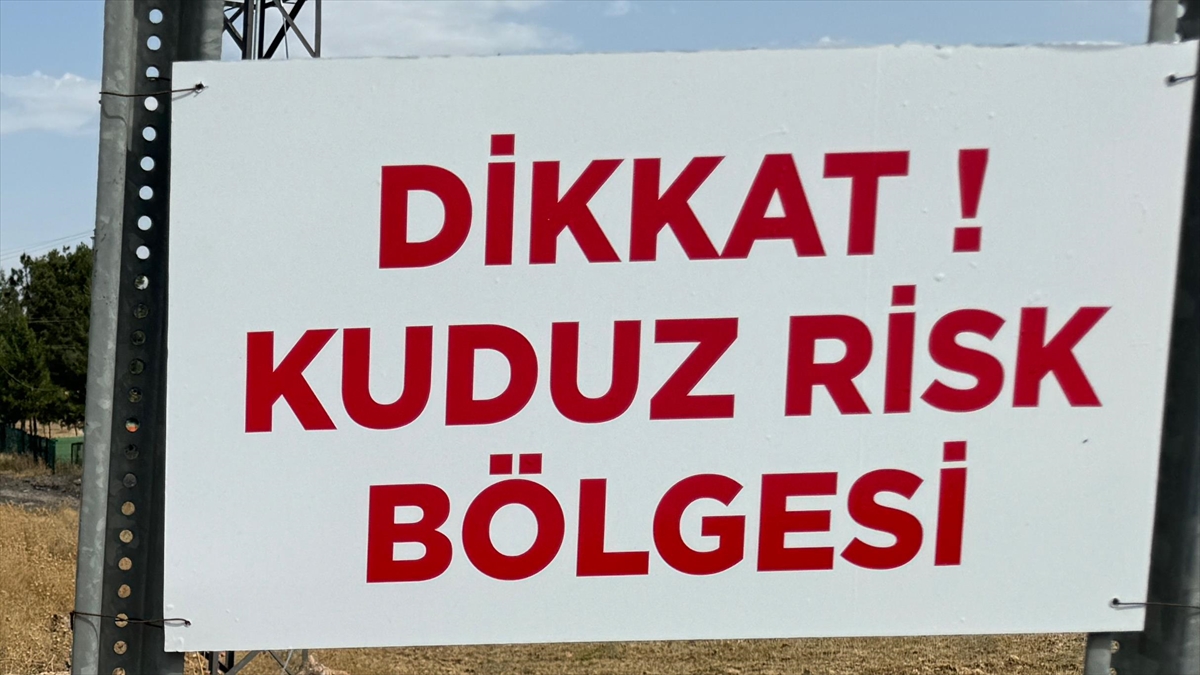 DİKKAT !
KUDUZ RİSK
BÖLGESİ